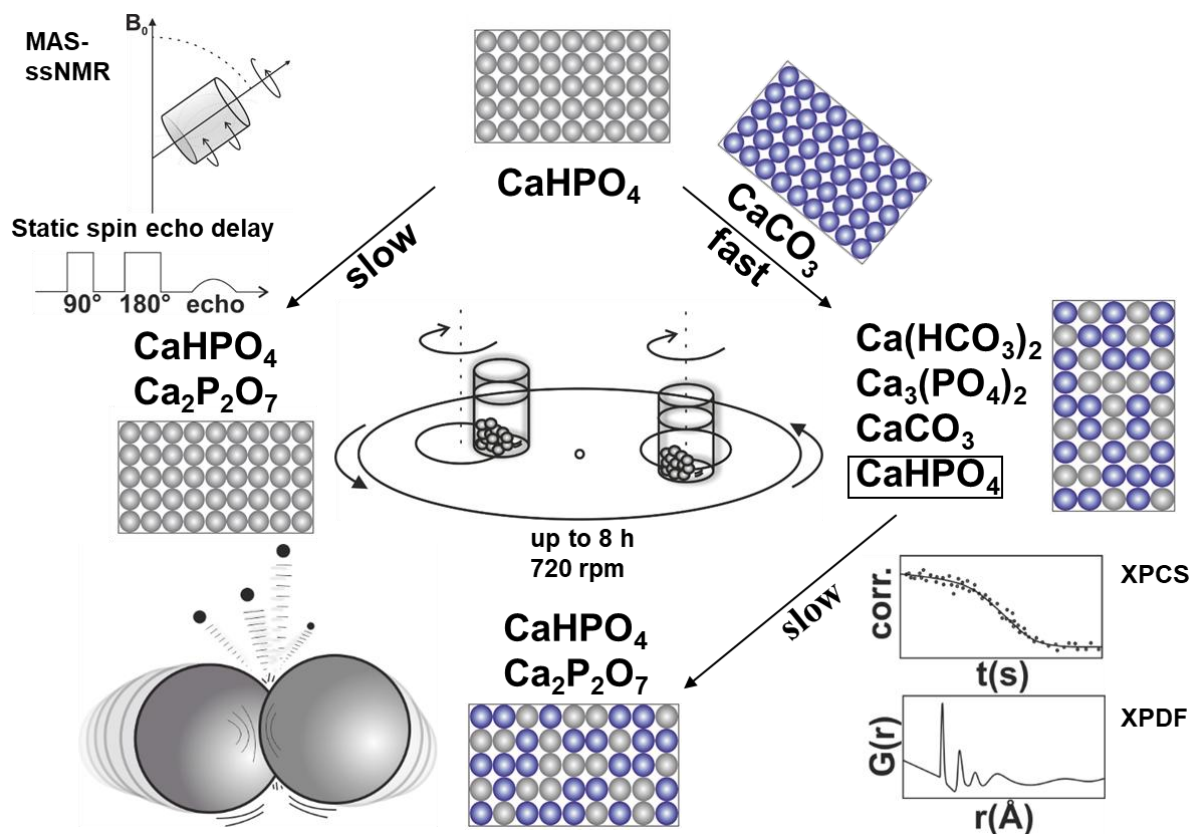 MAS-
ssNMR
B₀
CaHPO₄
CaCO₃
Static spin echo delay
slow
fast
90° 180° echo
CaHPO₄
Ca₂P₂O₇
Ca(HCO₃)₂
Ca₃(PO₄)₂
CaCO₃
CaHPO₄
up to 8 h
720 rpm
slow
CaHPO₄
Ca₂P₂O₇
corr.
t(s)
XPCS
G(r)
r(Å)
XPDF